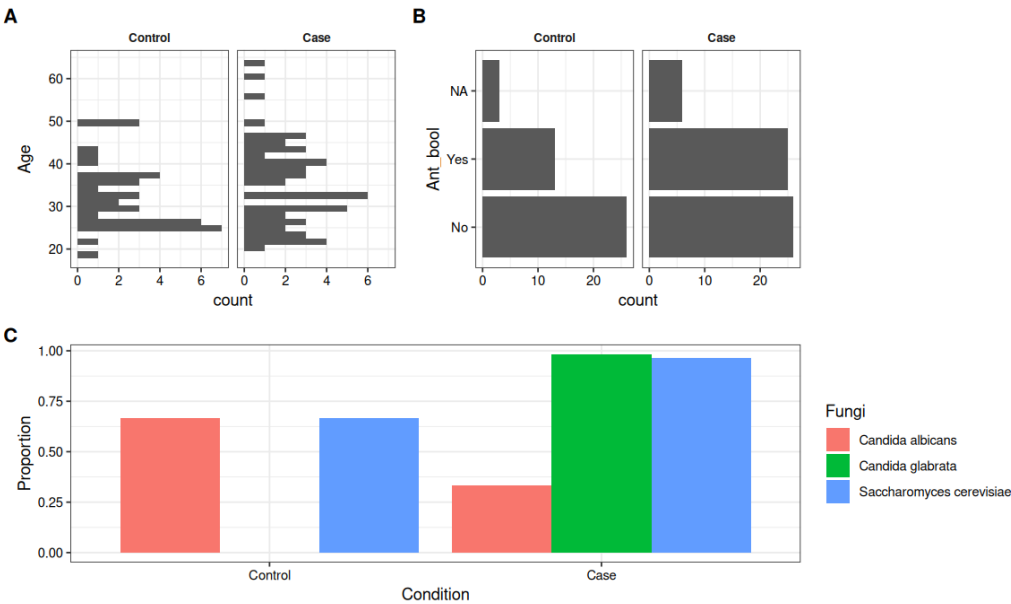 A
Control Case
Age
60
50
40
30
20
0 2 4 6 0 2 4 6
count
B
Control Case
Ant_bool
NA
Yes
No
0 10 20 0 10 20
count
C
Proportion
1.00
0.75
0.50
0.25
0.00
Control Case
Condition
Fungi
Candida albicans
Candida glabrata
Saccharomyces cerevisiae